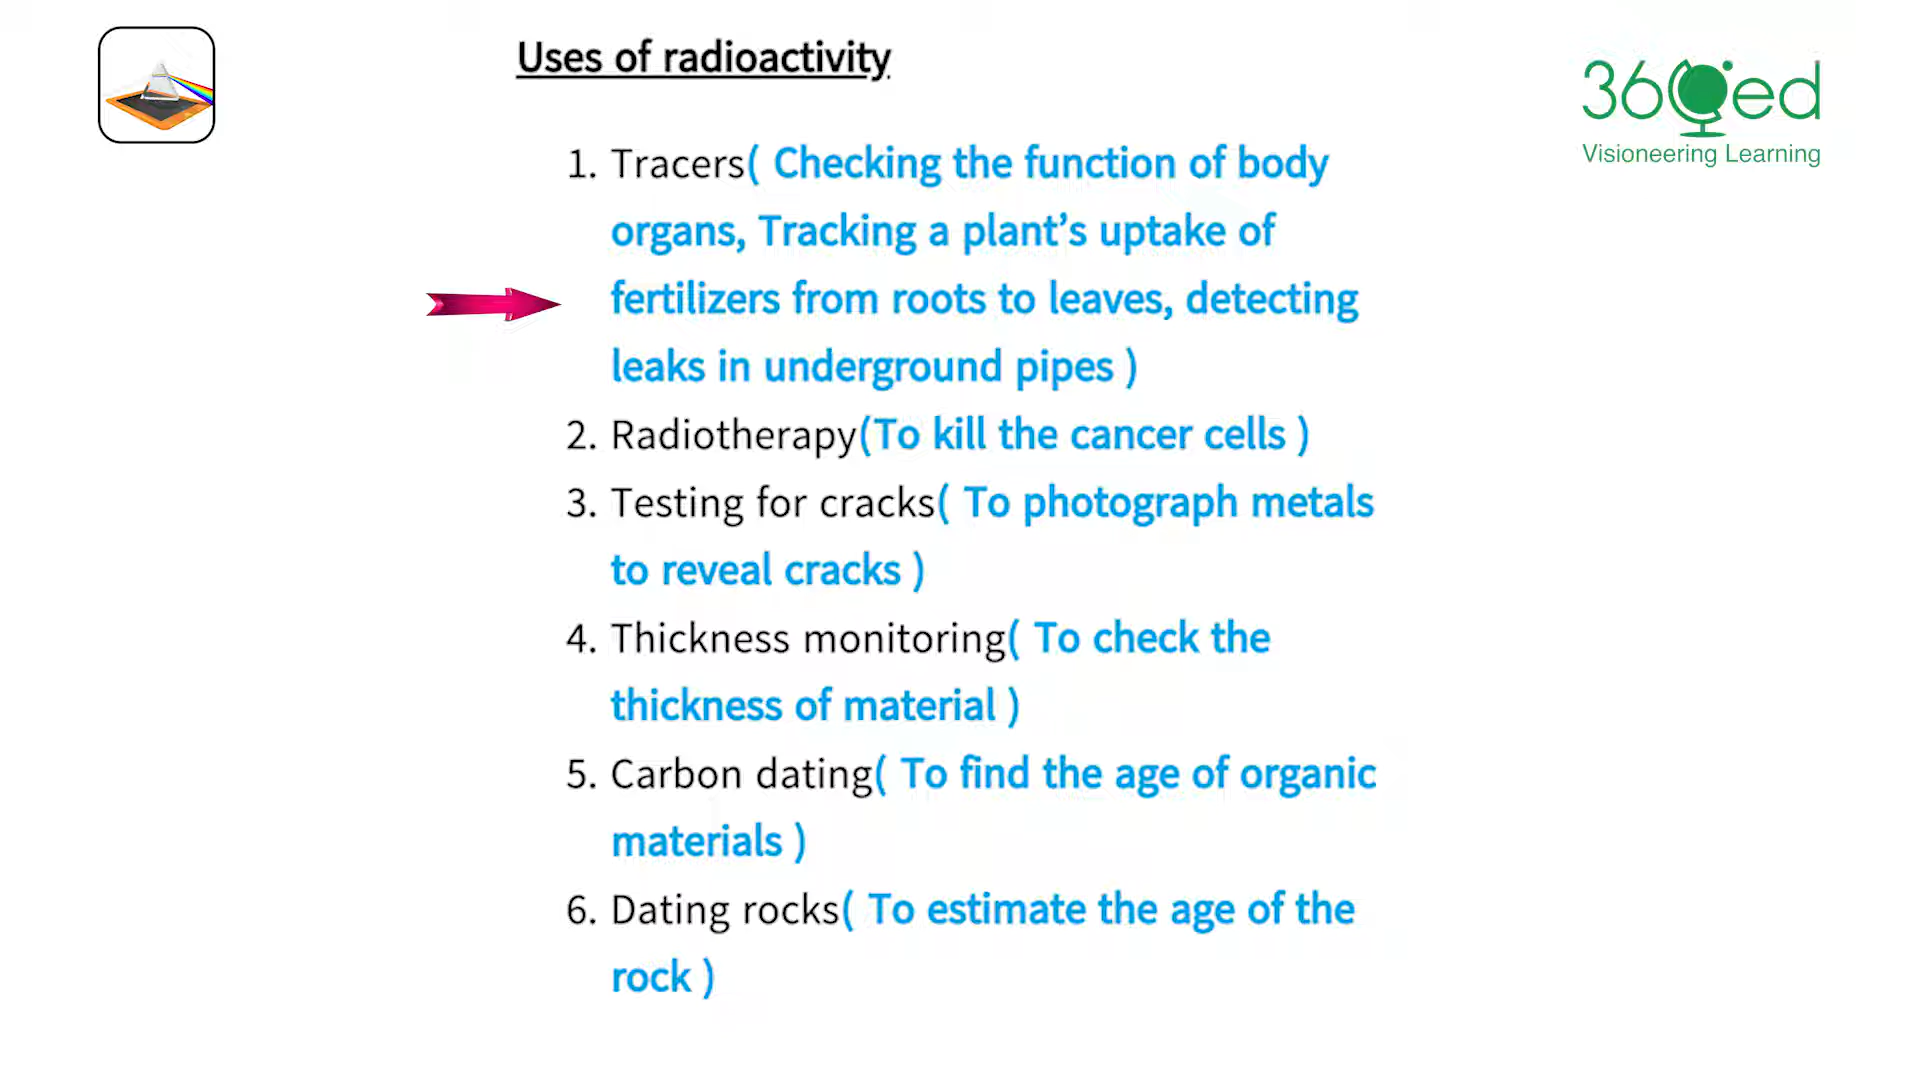 Uses of radioactivity
360ed
Visioneering Learning
1. Tracers( Checking the function of body
organs, Tracking a plant’s uptake of
fertilizers from roots to leaves, detecting
leaks in underground pipes )
2. Radiotherapy(To kill the cancer cells )
3. Testing for cracks( To photograph metals
to reveal cracks )
4. Thickness monitoring( To check the
thickness of material )
5. Carbon dating( To find the age of organic
materials )
6. Dating rocks( To estimate the age of the
rock )